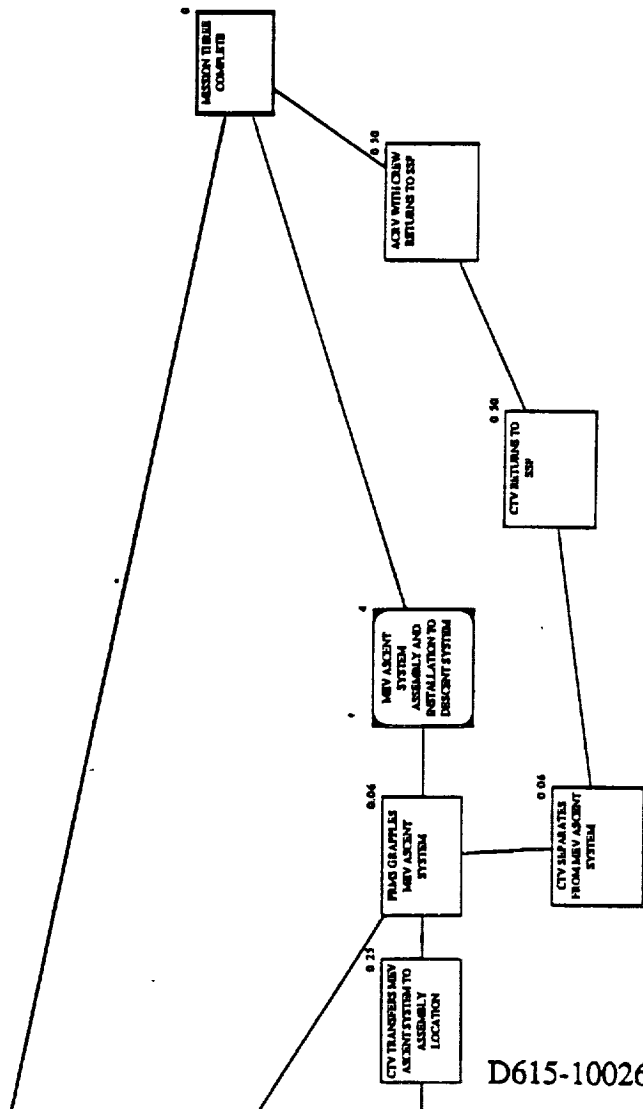 0
MISSION THREE
COMPLETE
0.50
ACRV WITH CREW
RETURNS TO SSF
0.50
CTV RETURNS TO
SSF
4
MEV ASCENT
SYSTEM
ASSEMBLY AND
INSTALLATION TO
DESCENT SYSTEM
0.06
PRMS GRAPPLES
MEV ASCENT
SYSTEM
0.06
CTV SEPARATES
FROM MEV ASCENT
SYSTEM
0.25
CTV TRANSFERS MEV
ASCENT SYSTEM TO
ASSEMBLY
LOCATION
D615-10026